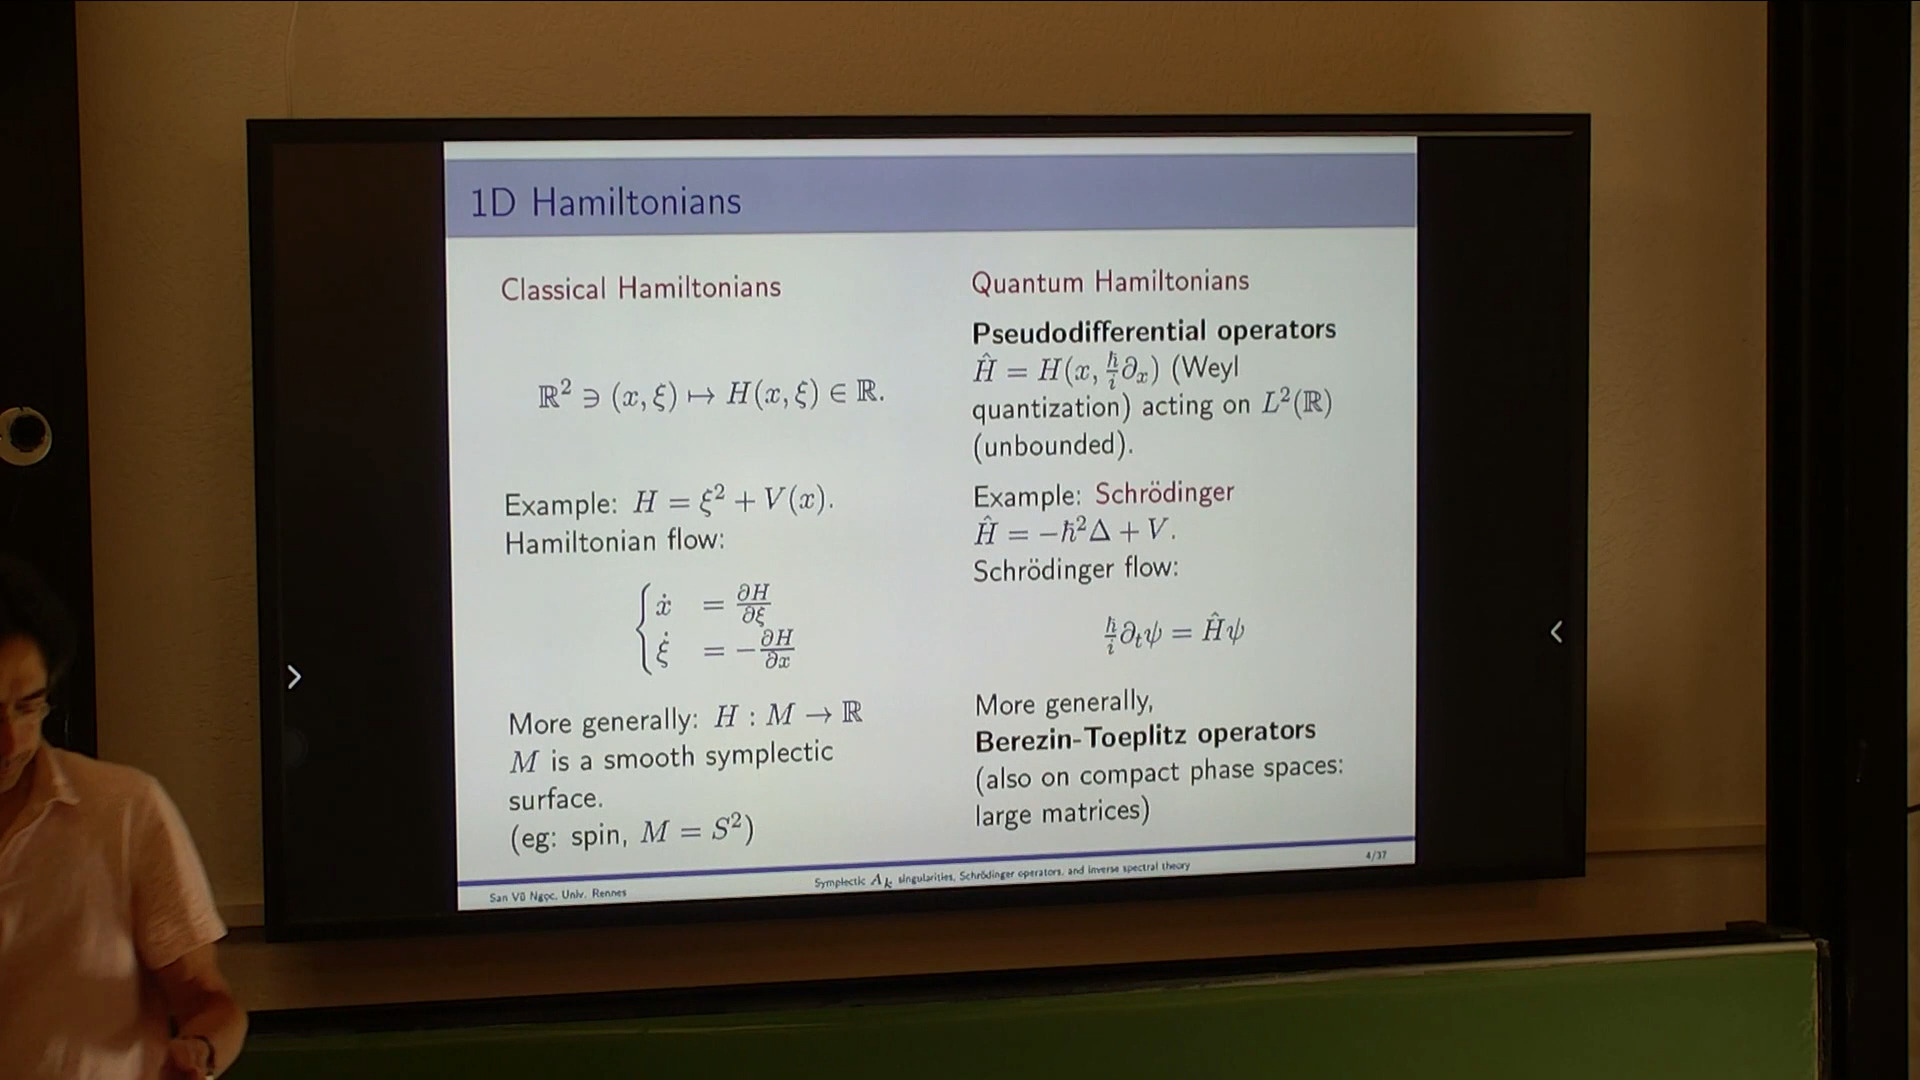 1D Hamiltonians
Classical Hamiltonians
ℝ² ∋ (x, ξ) ↦ H(x, ξ) ∈ ℝ.
Example: H = ξ² + V(x).
Hamiltonian flow:
{ ẋ = ∂H/∂ξ
ξ̇ = −∂H/∂x
More generally: H : M → ℝ
M is a smooth symplectic
surface.
(eg: spin, M = S²)
Quantum Hamiltonians
Pseudodifferential operators
Ĥ = H(x, ħ/i ∂ₓ) (Weyl
quantization) acting on L²(ℝ)
(unbounded).
Example: Schrödinger
Ĥ = −ħ²Δ + V.
Schrödinger flow:
ħ/i ∂ₜψ = Ĥψ
More generally,
Berezin-Toeplitz operators
(also on compact phase spaces:
large matrices)
San Vũ Ngọc, Univ. Rennes
Symplectic Aₖ singularities, Schrödinger operators, and inverse spectral theory
4/37